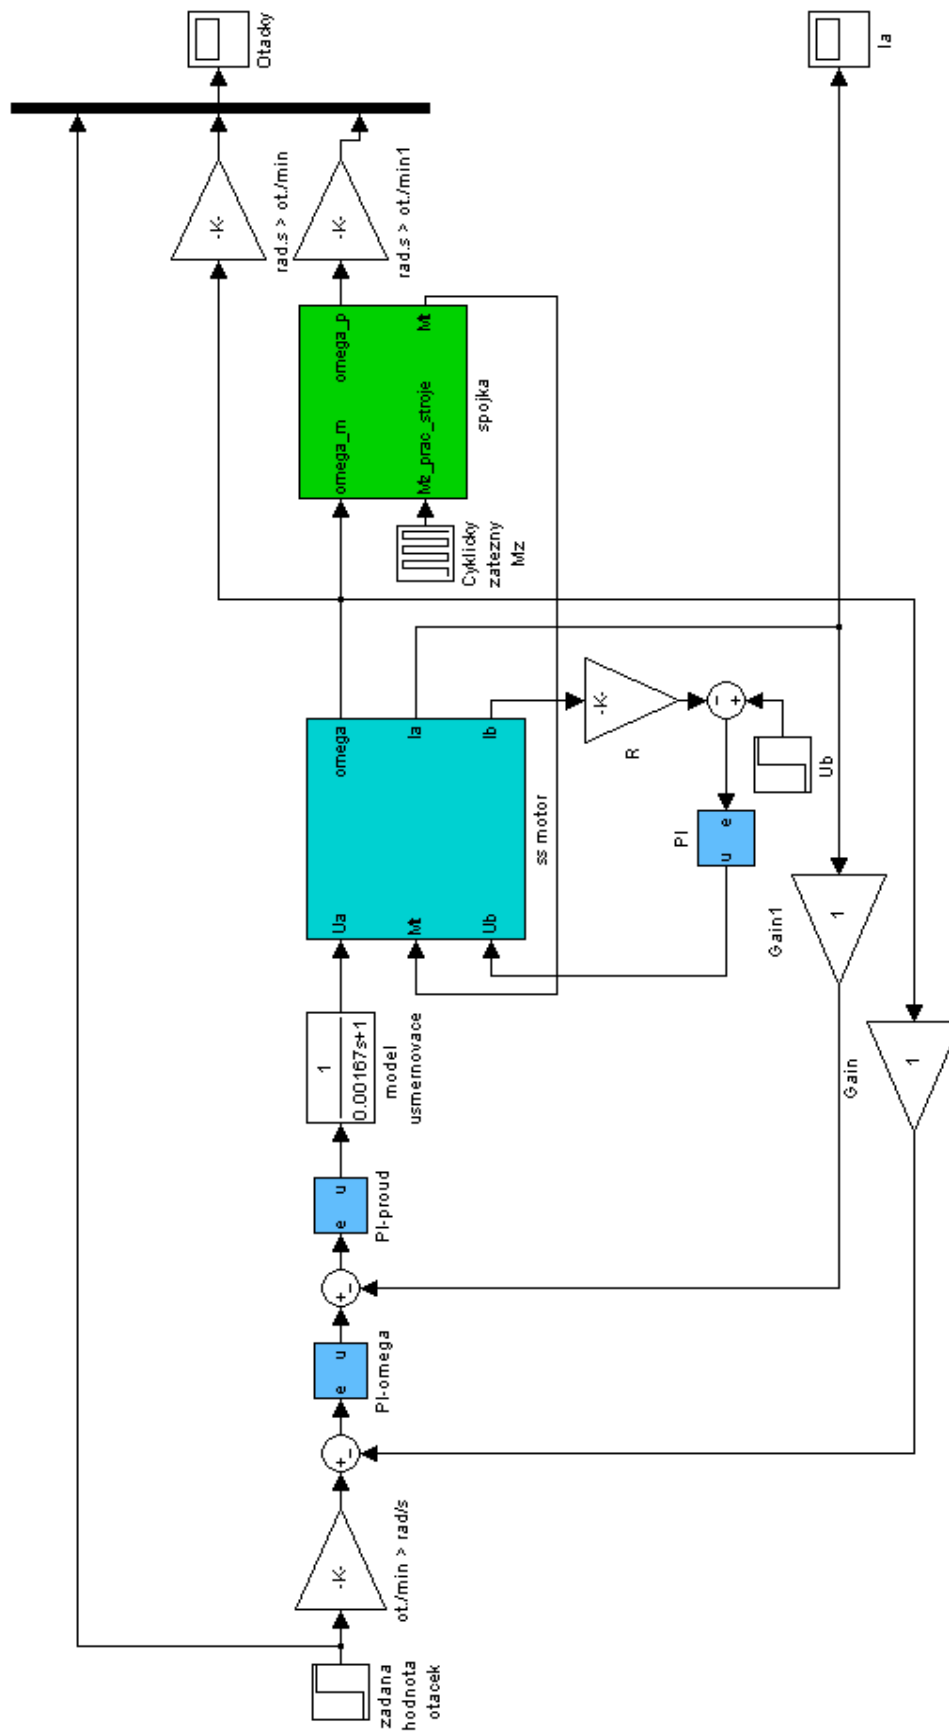 zadana
hodnota
otacek
-K-
ot./min > rad/s
+
-
e u
PI-omega
+
-
e u
PI-proud
1
0.00167s+1
model
usmernovace
Ua
Mt
Ub
omega
Ia
Ib
ss motor
omega_m
Mz_prac_stroje
omega_p
Mt
spojka
Cyklicky
zatezny
Mz
-K-
rad.s > ot./min
-K-
rad.s > ot./min1
Otacky
Ia
-K-
R
-
+
Ub
u e
PI
1
Gain1
1
Gain